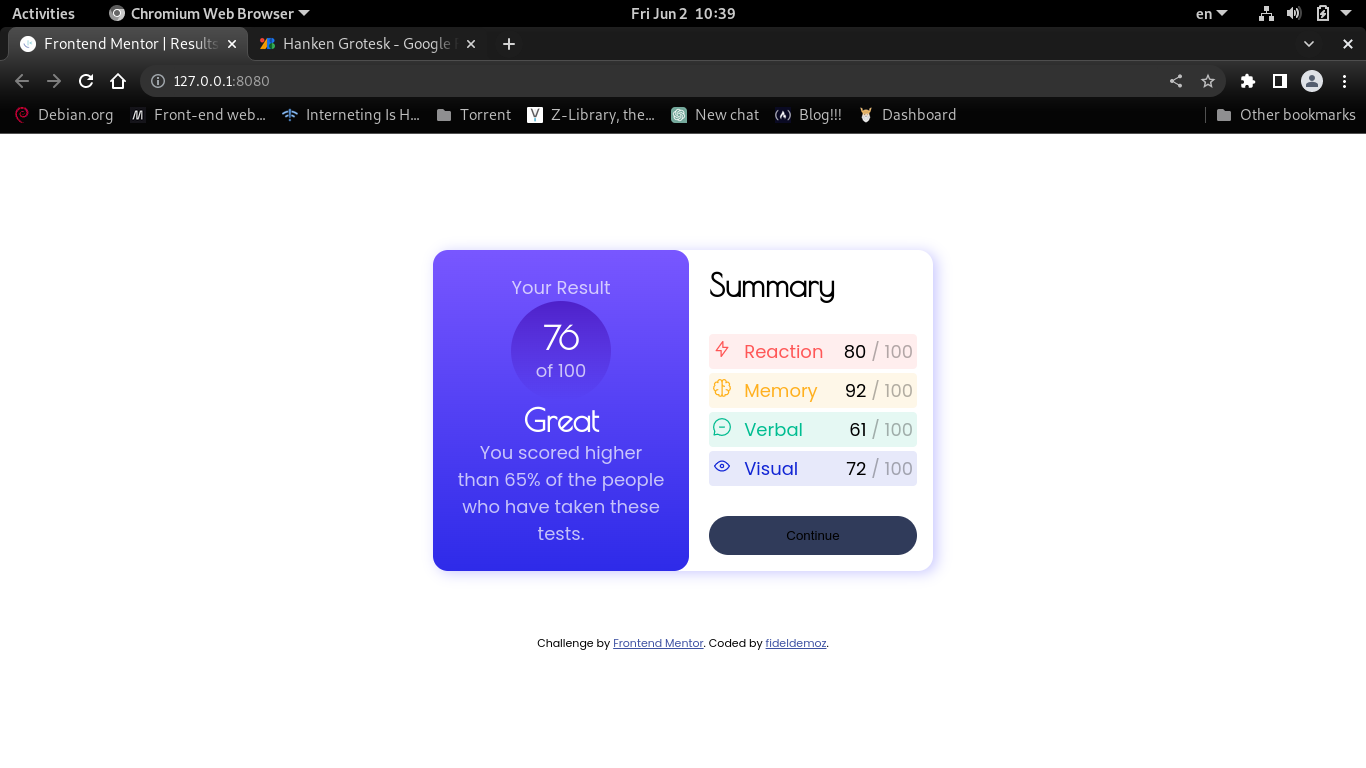 Activities Chromium Web Browser Fri Jun 2 10:39 en
Frontend Mentor | Results Hanken Grotesk - Google
127.0.0.1:8080
Debian.org Front-end web... Interneting Is H... Torrent Z-Library, the... New chat Blog!!! Dashboard Other bookmarks
Your Result
76
of 100
Great
You scored higher
than 65% of the people
who have taken these
tests.
Summary
Reaction 80 / 100
Memory 92 / 100
Verbal 61 / 100
Visual 72 / 100
Continue
Challenge by Frontend Mentor. Coded by fideldemoz.